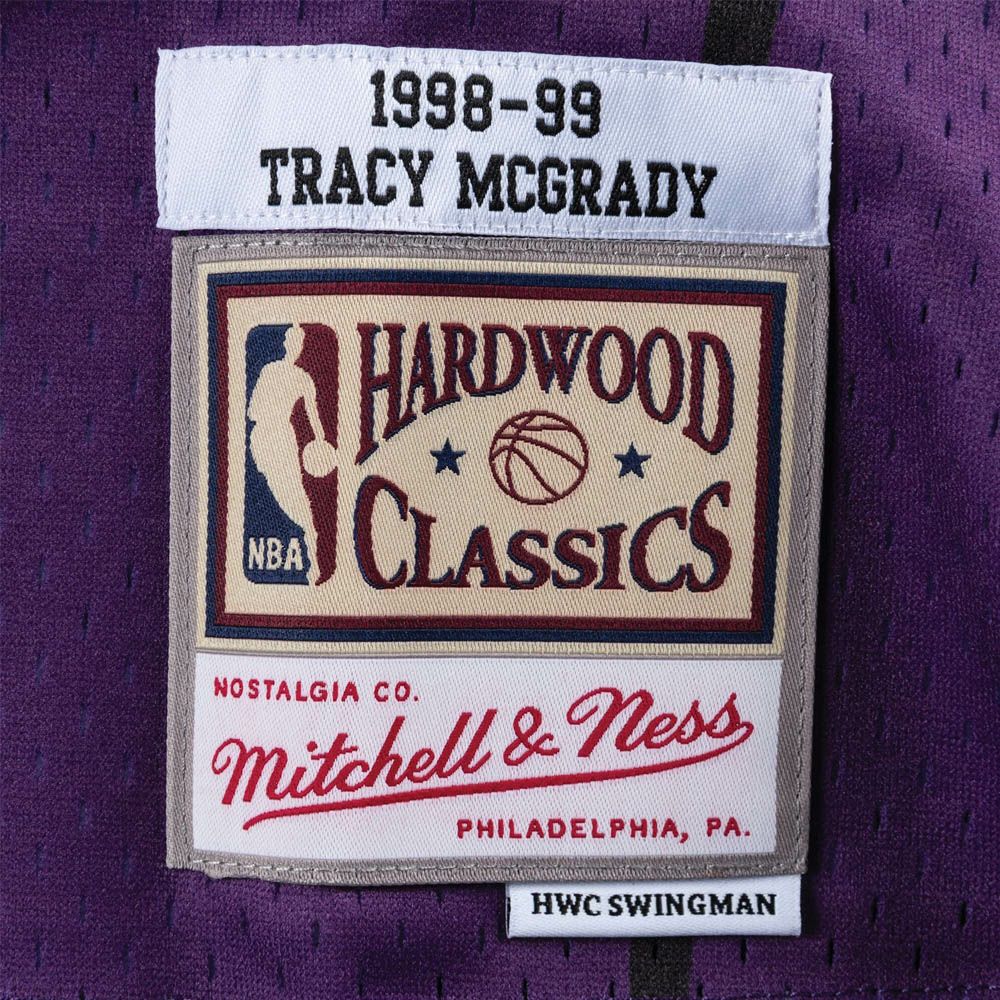 1998-99
TRACY MCGRADY
HARDWOOD
CLASSICS
NBA
NOSTALGIA CO.
Mitchell & Ness
PHILADELPHIA, PA.
HWC SWINGMAN